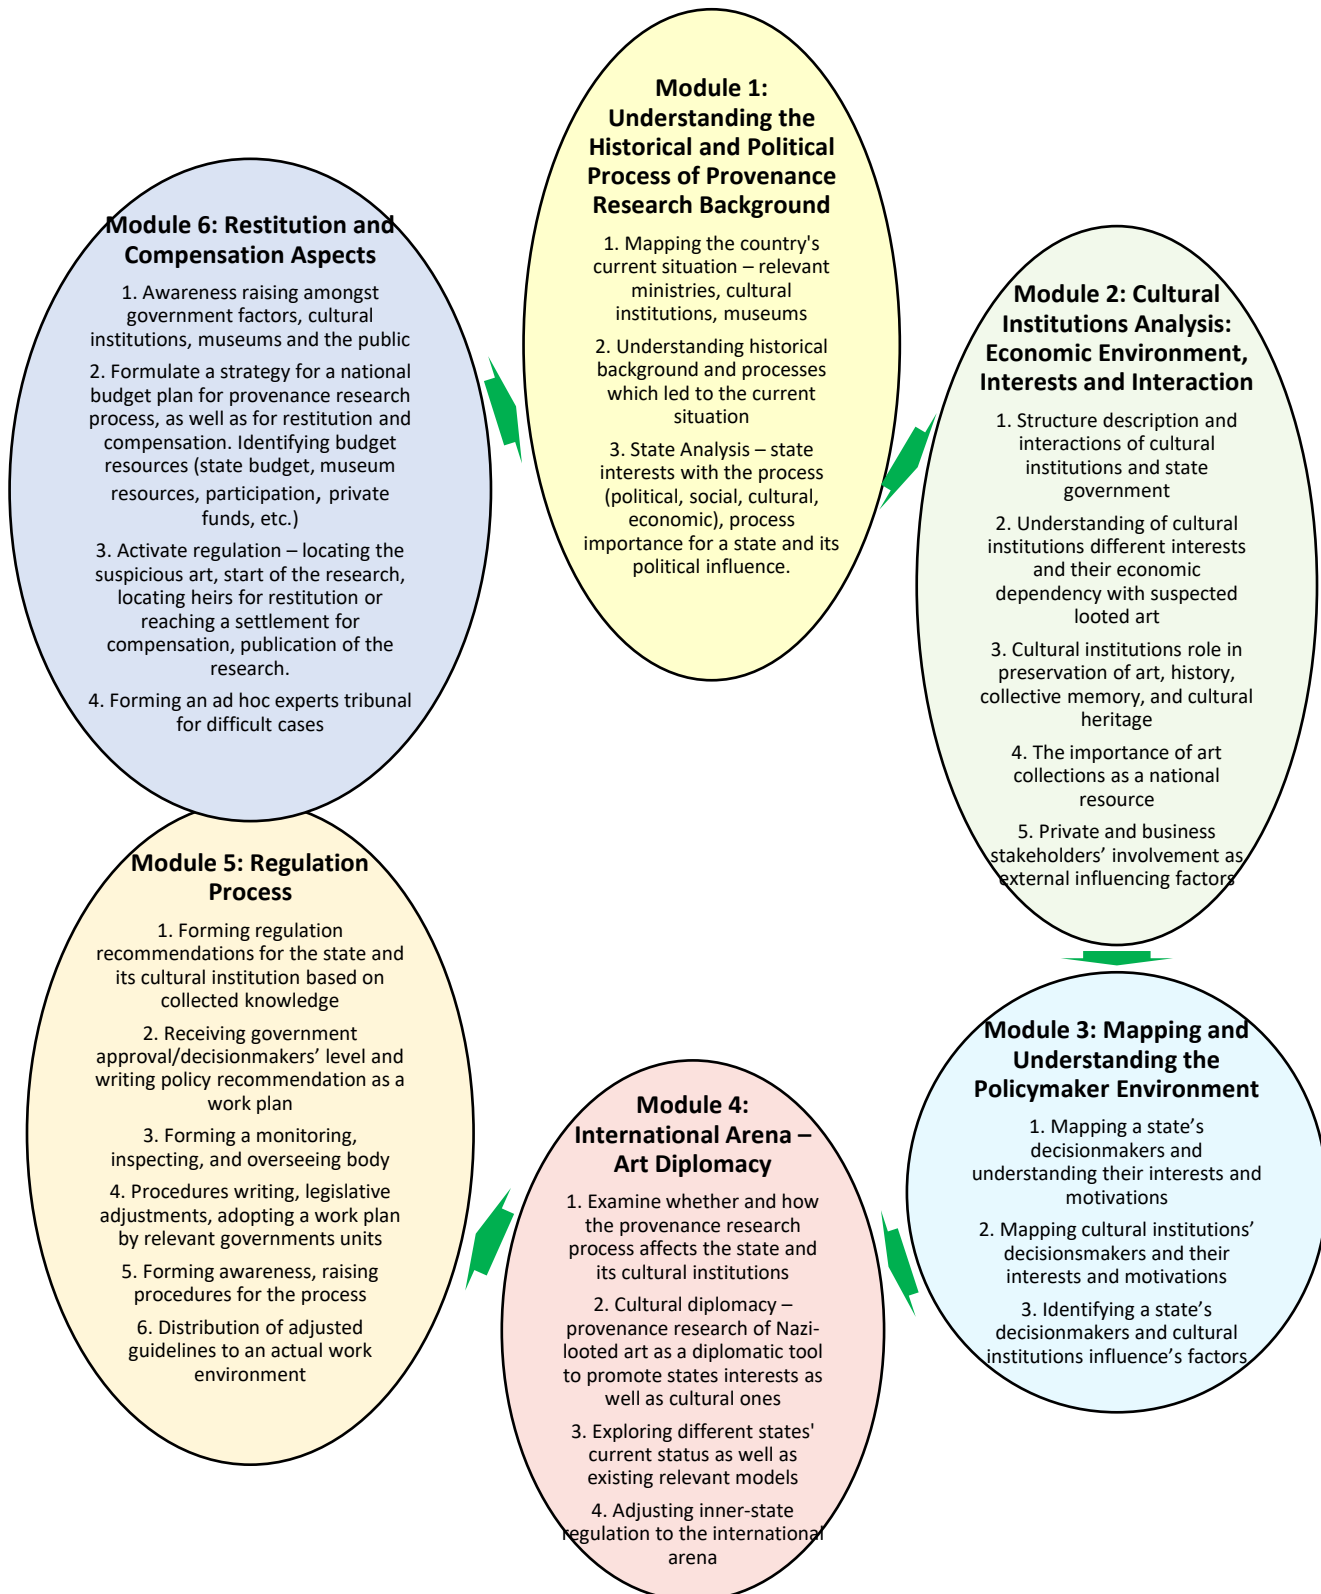 Module 1:
Understanding the
Historical and Political
Process of Provenance
Research Background
1. Mapping the country's
current situation – relevant
ministries, cultural
institutions, museums
2. Understanding historical
background and processes
which led to the current
situation
3. State Analysis – state
interests with the process
(political, social, cultural,
economic), process
importance for a state and its
political influence.
Module 2: Cultural
Institutions Analysis:
Economic Environment,
Interests and Interaction
1. Structure description and
interactions of cultural
institutions and state
government
2. Understanding of cultural
institutions different interests
and their economic
dependency with suspected
looted art
3. Cultural institutions role in
preservation of art, history,
collective memory, and cultural
heritage
4. The importance of art
collections as a national
resource
5. Private and business
stakeholders’ involvement as
external influencing factors
Module 3: Mapping and
Understanding the
Policymaker Environment
1. Mapping a state’s
decisionmakers and
understanding their interests and
motivations
2. Mapping cultural institutions’
decisionsmakers and their
interests and motivations
3. Identifying a state’s
decisionmakers and cultural
institutions influence’s factors
Module 4:
International Arena –
Art Diplomacy
1. Examine whether and how
the provenance research
process affects the state and
its cultural institutions
2. Cultural diplomacy –
provenance research of Nazi-
looted art as a diplomatic tool
to promote states interests as
well as cultural ones
3. Exploring different states'
current status as well as
existing relevant models
4. Adjusting inner-state
regulation to the international
arena
Module 5: Regulation
Process
1. Forming regulation
recommendations for the state and
its cultural institution based on
collected knowledge
2. Receiving government
approval/decisionmakers’ level and
writing policy recommendation as a
work plan
3. Forming a monitoring,
inspecting, and overseeing body
4. Procedures writing, legislative
adjustments, adopting a work plan
by relevant governments units
5. Forming awareness, raising
procedures for the process
6. Distribution of adjusted
guidelines to an actual work
environment
Module 6: Restitution and
Compensation Aspects
1. Awareness raising amongst
government factors, cultural
institutions, museums and the public
2. Formulate a strategy for a national
budget plan for provenance research
process, as well as for restitution and
compensation. Identifying budget
resources (state budget, museum
resources, participation, private
funds, etc.)
3. Activate regulation – locating the
suspicious art, start of the research,
locating heirs for restitution or
reaching a settlement for
compensation, publication of the
research.
4. Forming an ad hoc experts tribunal
for difficult cases